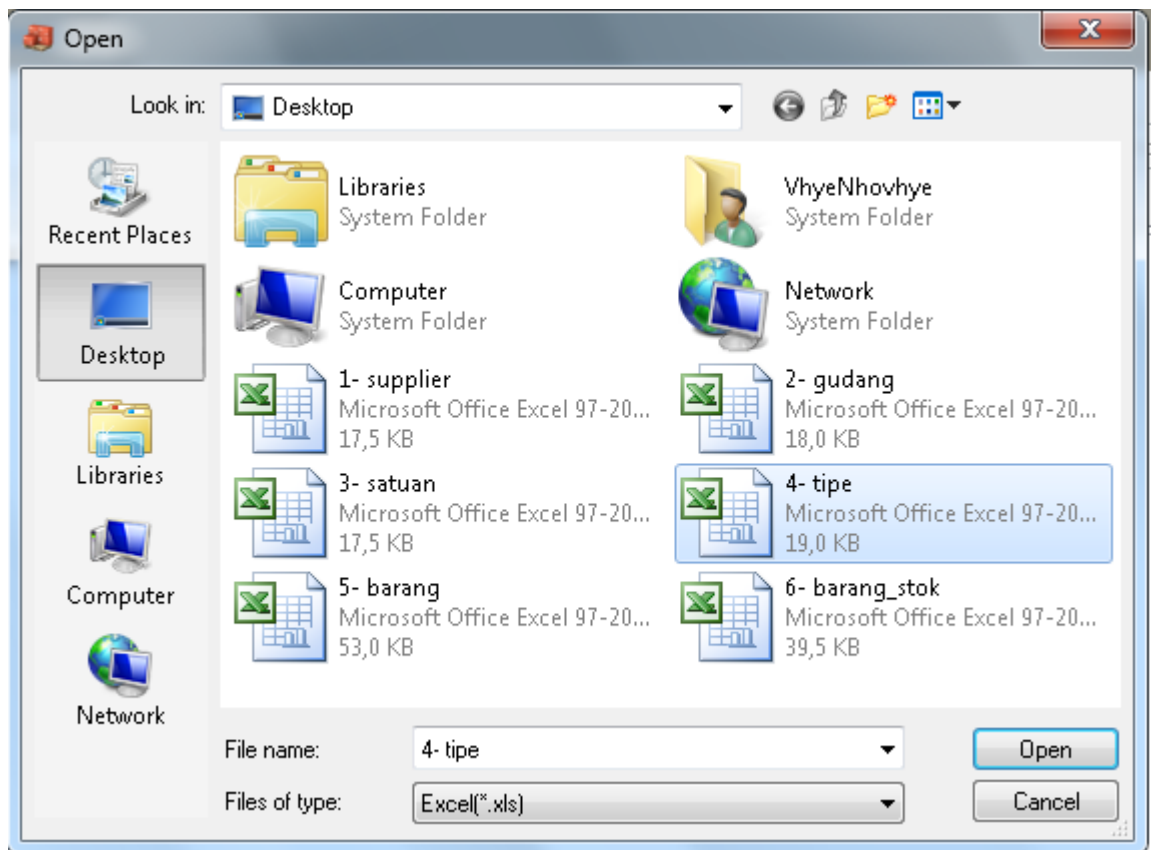 Open
Look in:
Desktop
Recent Places
Desktop
Libraries
Computer
Network
Libraries
System Folder
VhyeNhovhye
System Folder
Computer
System Folder
Network
System Folder
1- supplier
Microsoft Office Excel 97-20...
17,5 KB
2- gudang
Microsoft Office Excel 97-20...
18,0 KB
3- satuan
Microsoft Office Excel 97-20...
17,5 KB
4- tipe
Microsoft Office Excel 97-20...
19,0 KB
5- barang
Microsoft Office Excel 97-20...
53,0 KB
6- barang_stok
Microsoft Office Excel 97-20...
39,5 KB
File name:
4- tipe
Open
Files of type:
Excel(*.xls)
Cancel